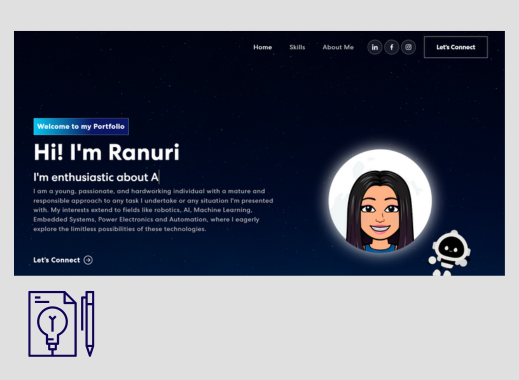 Home Skills About Me in f Let's Connect
Welcome to my Portfolio
Hi! I'm Ranuri
I'm enthusiastic about A
I am a young, passionate, and hardworking individual with a mature and
responsible approach to any task I undertake or any situation I'm presented
with. My interests extend to fields like robotics, AI, Machine Learning,
Embedded Systems, Power Electronics and Automation, where I eagerly
explore the limitless possibilities of these technologies.
Let's Connect